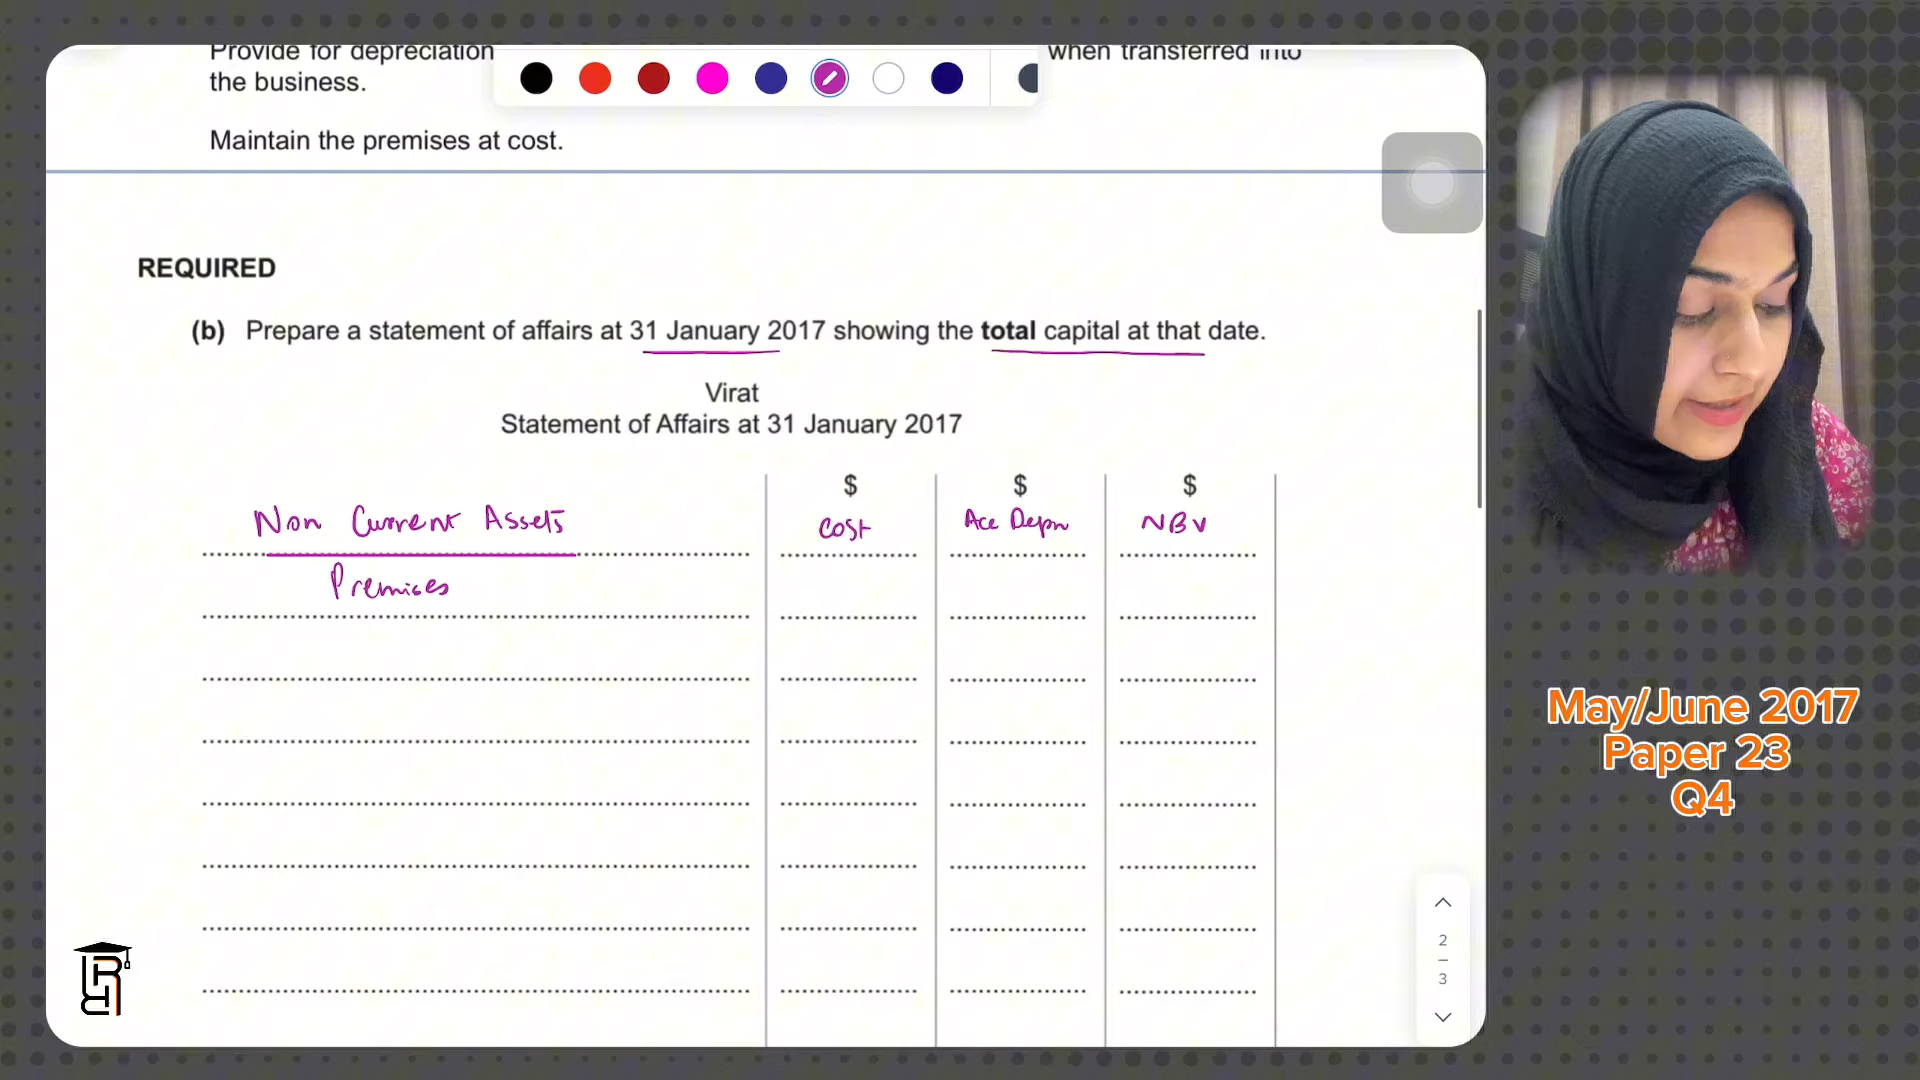 Provide for depreciation when transferred into
the business.
Maintain the premises at cost.
REQUIRED
(b) Prepare a statement of affairs at 31 January 2017 showing the total capital at that date.
Virat
Statement of Affairs at 31 January 2017
$ $ $
Non Current Assets Cost Acc Depn NBV
Premises
May/June 2017
Paper 23
Q4
2
3